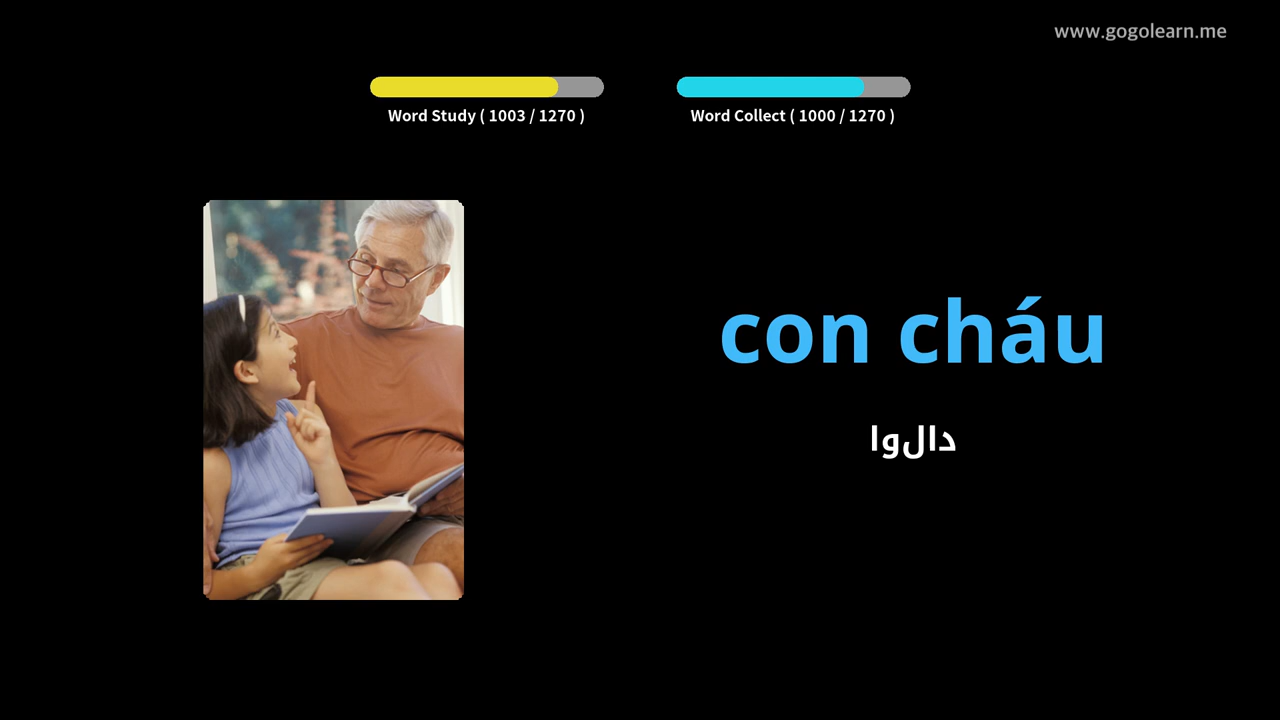 www.gogolearn.me
Word Study ( 1003 / 1270 )
Word Collect ( 1000 / 1270 )
con cháu
دالوا